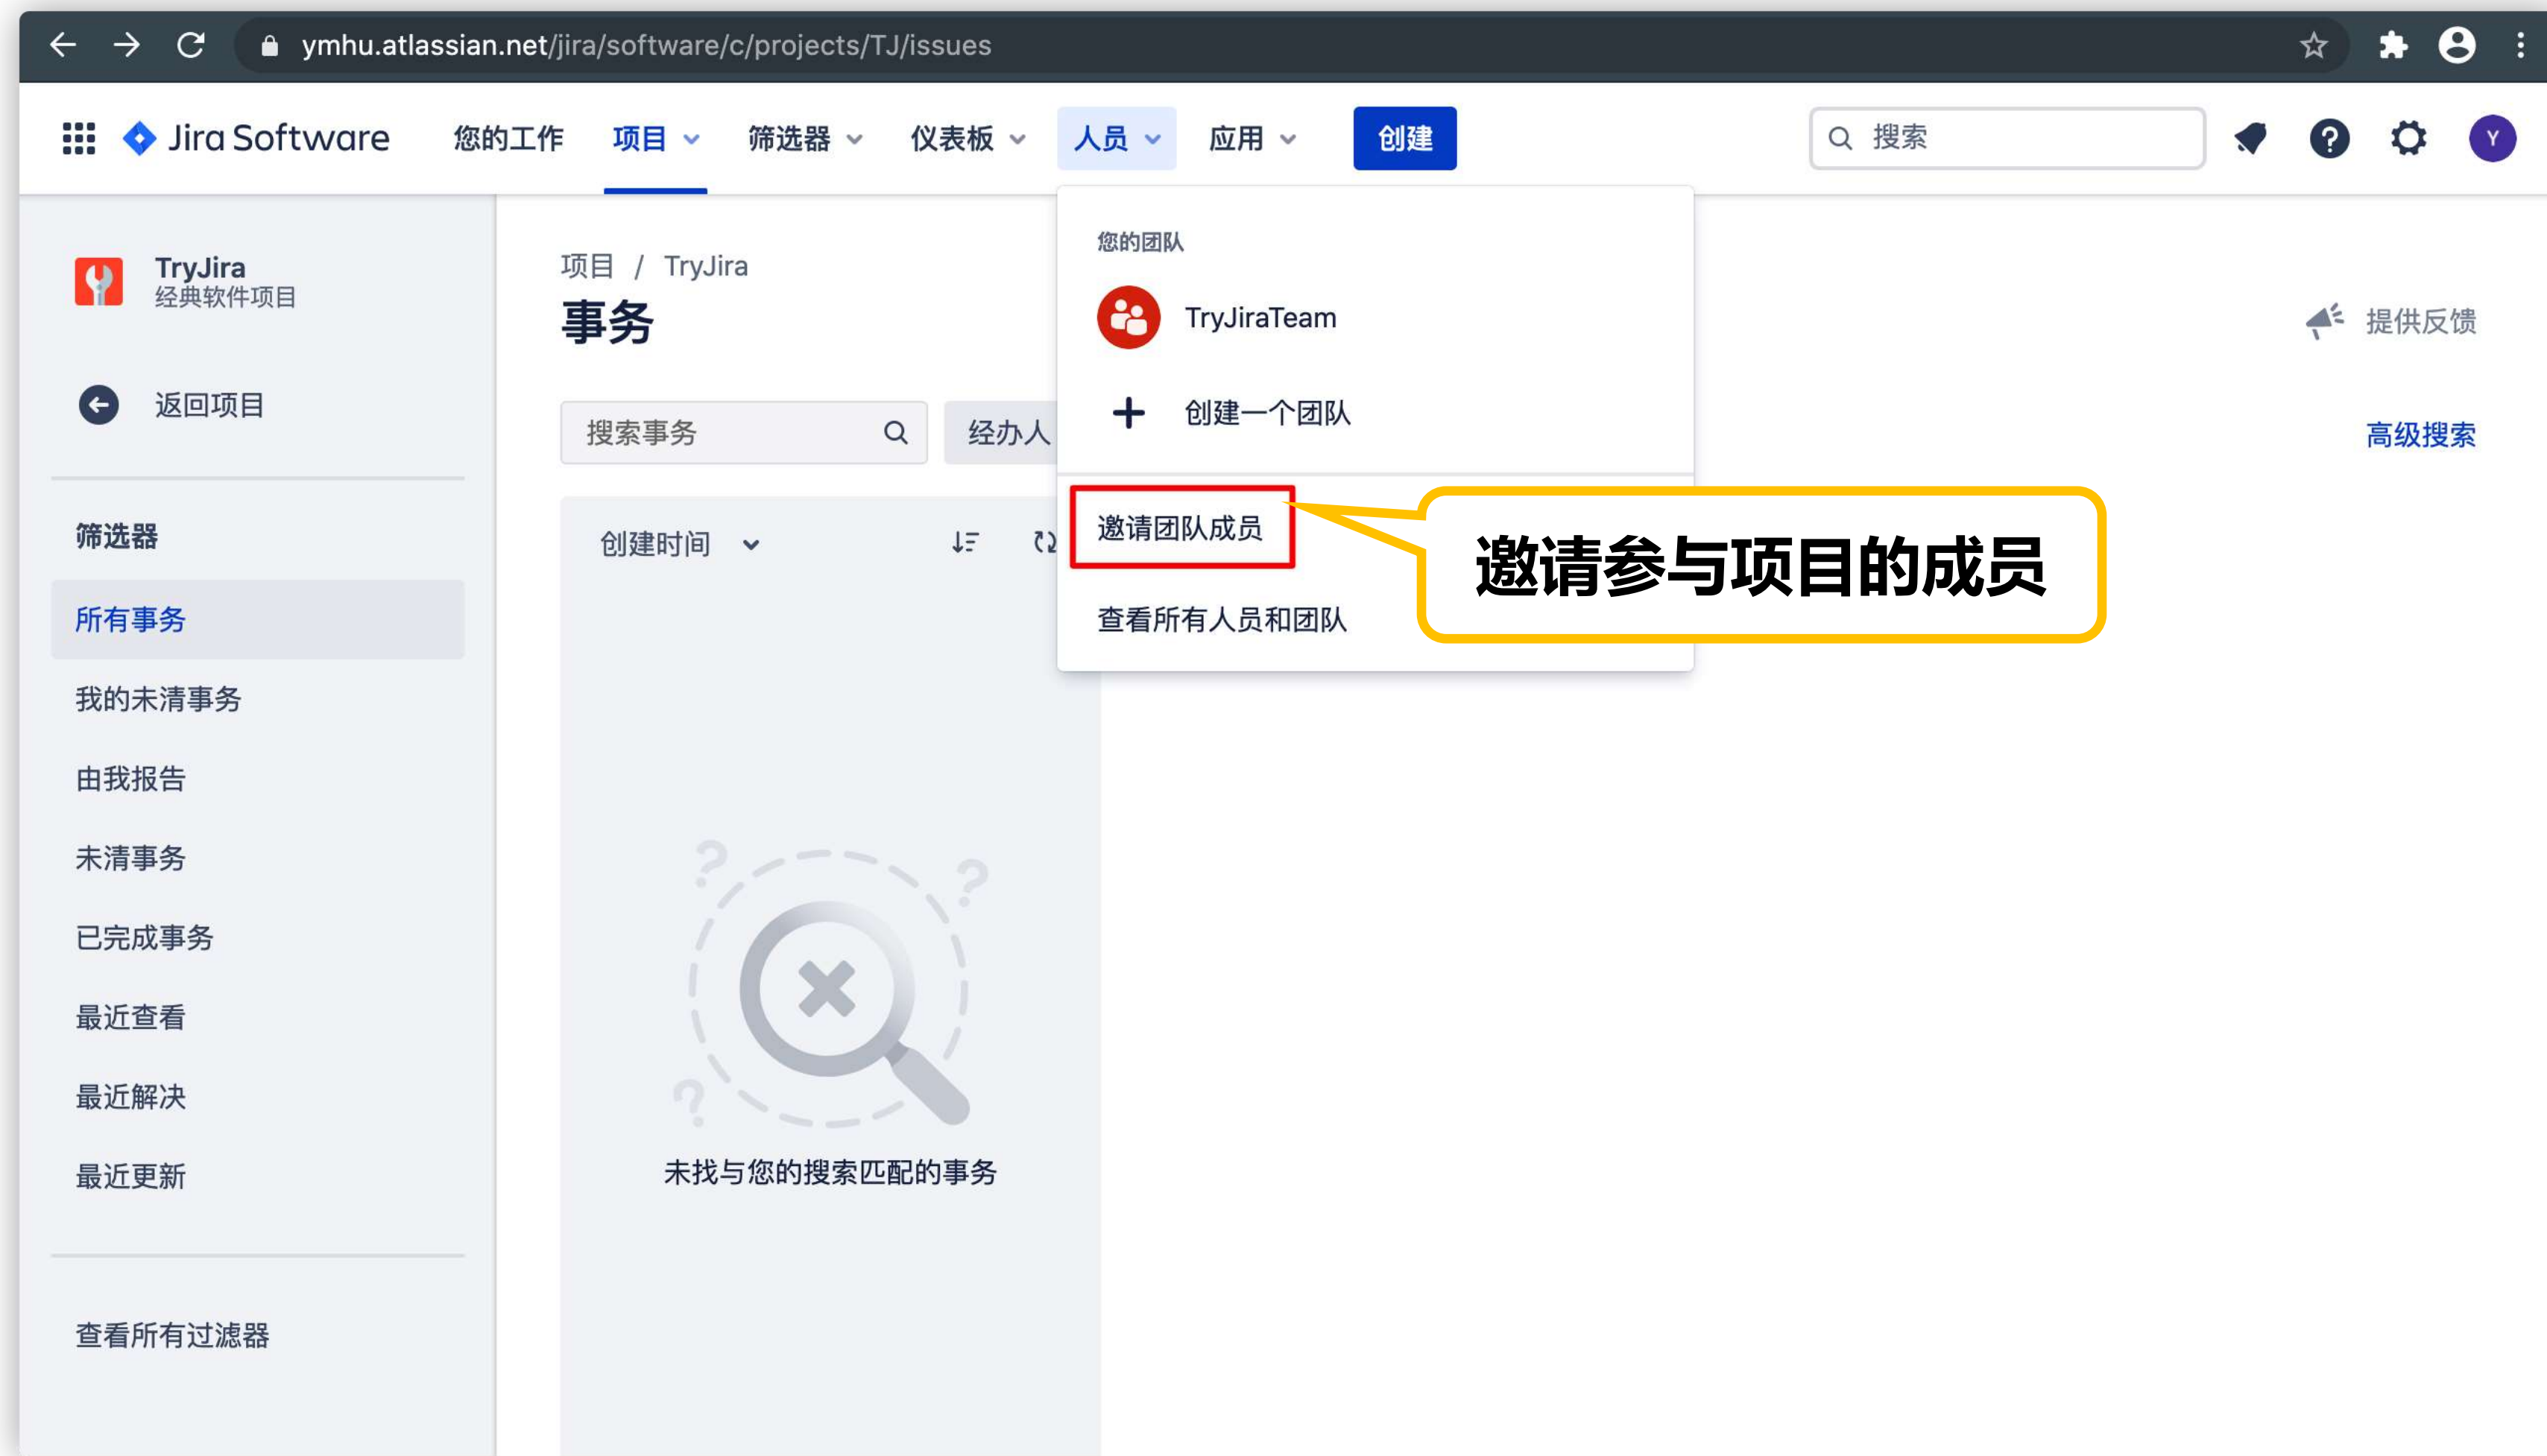 ymhu.atlassian.net/jira/software/c/projects/TJ/issues
Jira Software 您的工作 项目 筛选器 仪表板 人员 应用 创建 搜索 Y
TryJira
经典软件项目
返回项目
筛选器
所有事务
我的未清事务
由我报告
未清事务
已完成事务
最近查看
最近解决
最近更新
查看所有过滤器
项目 / TryJira
事务
提供反馈
搜索事务 经办人
高级搜索
创建时间
未找与您的搜索匹配的事务
您的团队
TryJiraTeam
创建一个团队
邀请团队成员
查看所有人员和团队
邀请参与项目的成员